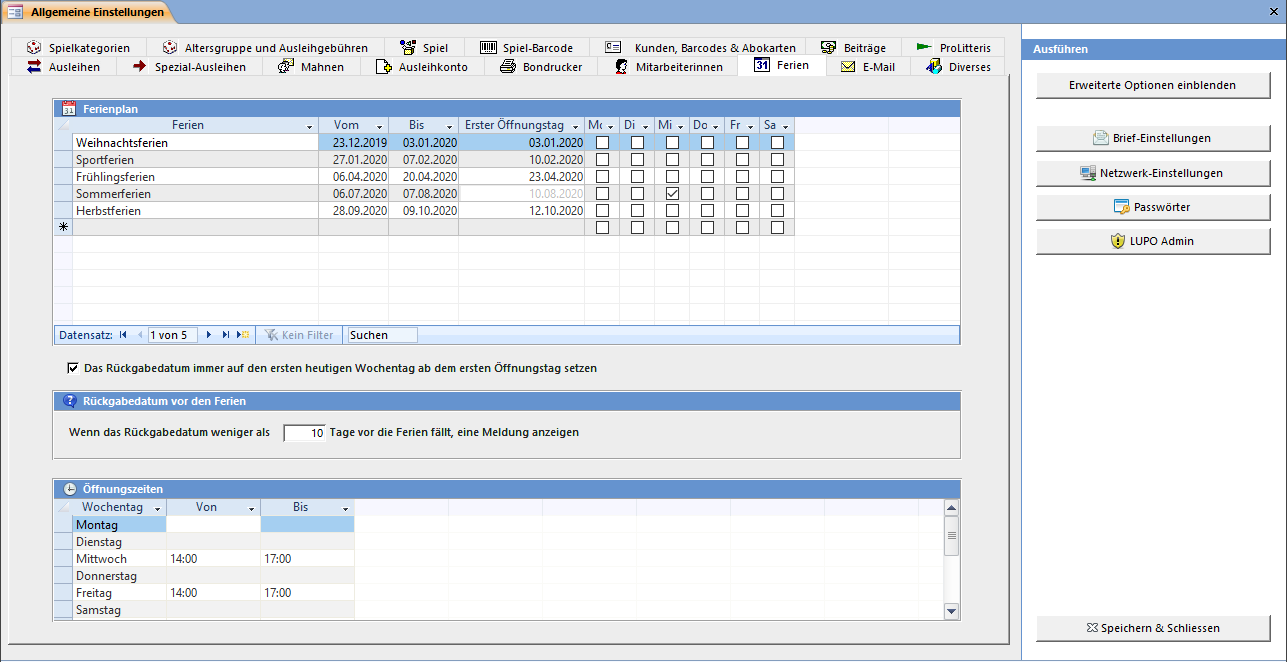 Allgemeine Einstellungen
Spielkategorien Altersgruppe und Ausleihgebühren Spiel Spiel-Barcode Kunden, Barcodes & Abokarten Beiträge ProLitteris
Ausleihen Spezial-Ausleihen Mahnen Ausleihkonto Bondrucker Mitarbeiterinnen 31 Ferien E-Mail Diverses
31 Ferienplan
Ferien Vom Bis Erster Öffnungstag Mo Di Mi Do Fr Sa
Weihnachtsferien 23.12.2019 03.01.2020 03.01.2020
Sportferien 27.01.2020 07.02.2020 10.02.2020
Frühlingsferien 06.04.2020 20.04.2020 23.04.2020
Sommerferien 06.07.2020 07.08.2020 10.08.2020
Herbstferien 28.09.2020 09.10.2020 12.10.2020
Datensatz: 1 von 5 Kein Filter Suchen
Das Rückgabedatum immer auf den ersten heutigen Wochentag ab dem ersten Öffnungstag setzen
Rückgabedatum vor den Ferien
Wenn das Rückgabedatum weniger als 10 Tage vor die Ferien fällt, eine Meldung anzeigen
Öffnungszeiten
Wochentag Von Bis
Montag
Dienstag
Mittwoch 14:00 17:00
Donnerstag
Freitag 14:00 17:00
Samstag
Ausführen
Erweiterte Optionen einblenden
Brief-Einstellungen
Netzwerk-Einstellungen
Passwörter
LUPO Admin
Speichern & Schliessen